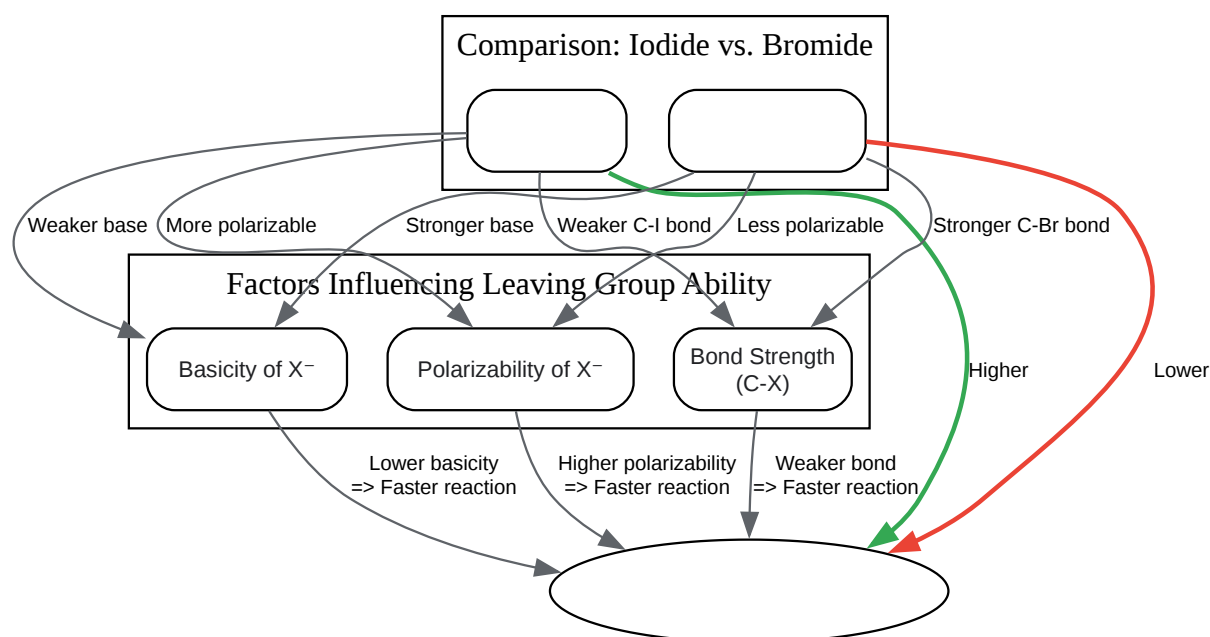 Comparison: Iodide vs. Bromide
Weaker base
More polarizable
Stronger base
Weaker C-I bond
Less polarizable
Stronger C-Br bond
Factors Influencing Leaving Group Ability
Basicity of X⁻
Polarizability of X⁻
Bond Strength
(C-X)
Higher
Lower
Lower basicity
=> Faster reaction
Higher polarizability
=> Faster reaction
Weaker bond
=> Faster reaction